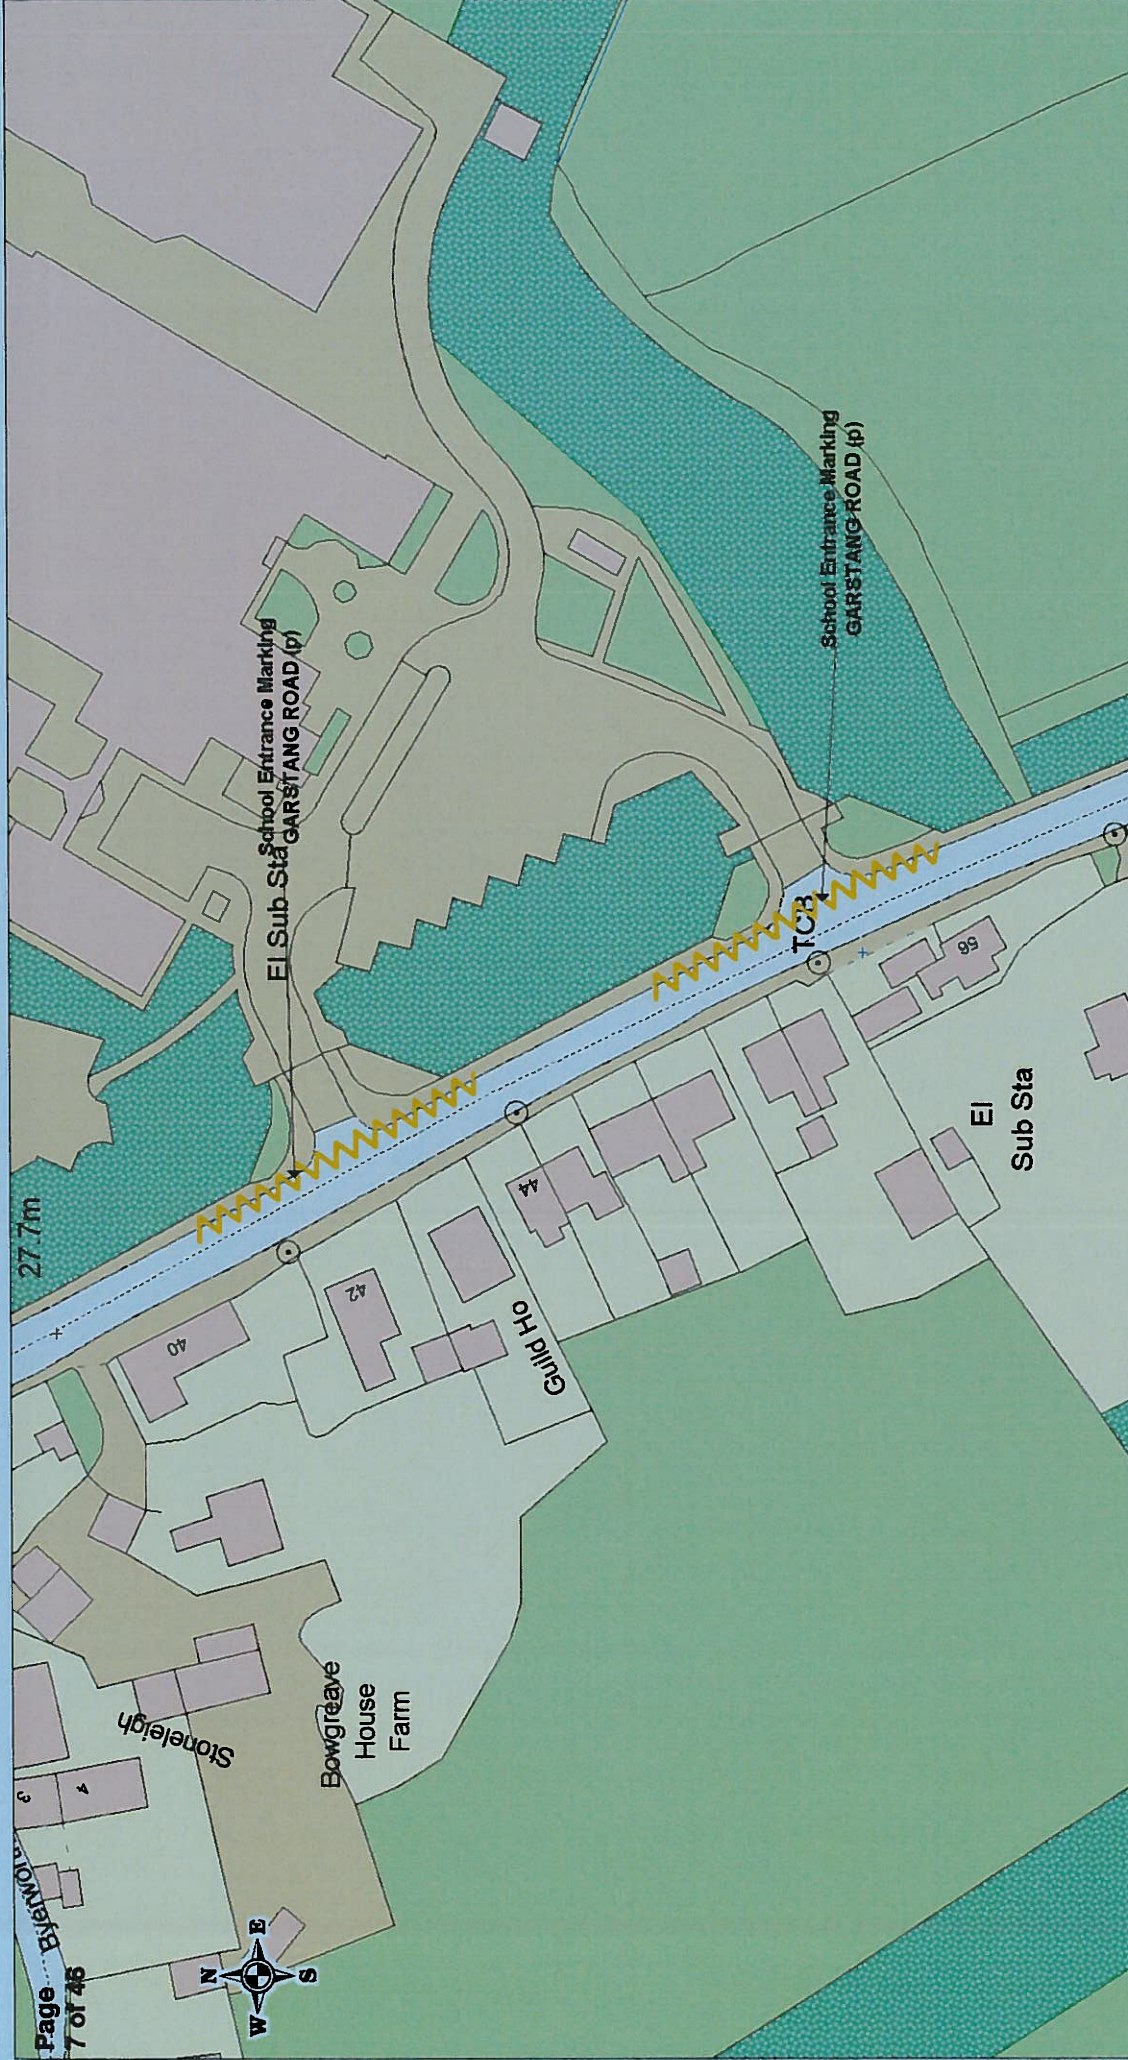 Page
7 of 46
Byerwor
3
4
Stoneleigh
Bowgreave
House
Farm
N
W
E
S
27.7m
40
42
Guild Ho
44
El Sub Sta
School Entrance Marking
GARSTANG ROAD (p)
School Entrance Marking
GARSTANG ROAD (p)
TCB
56
El
Sub Sta